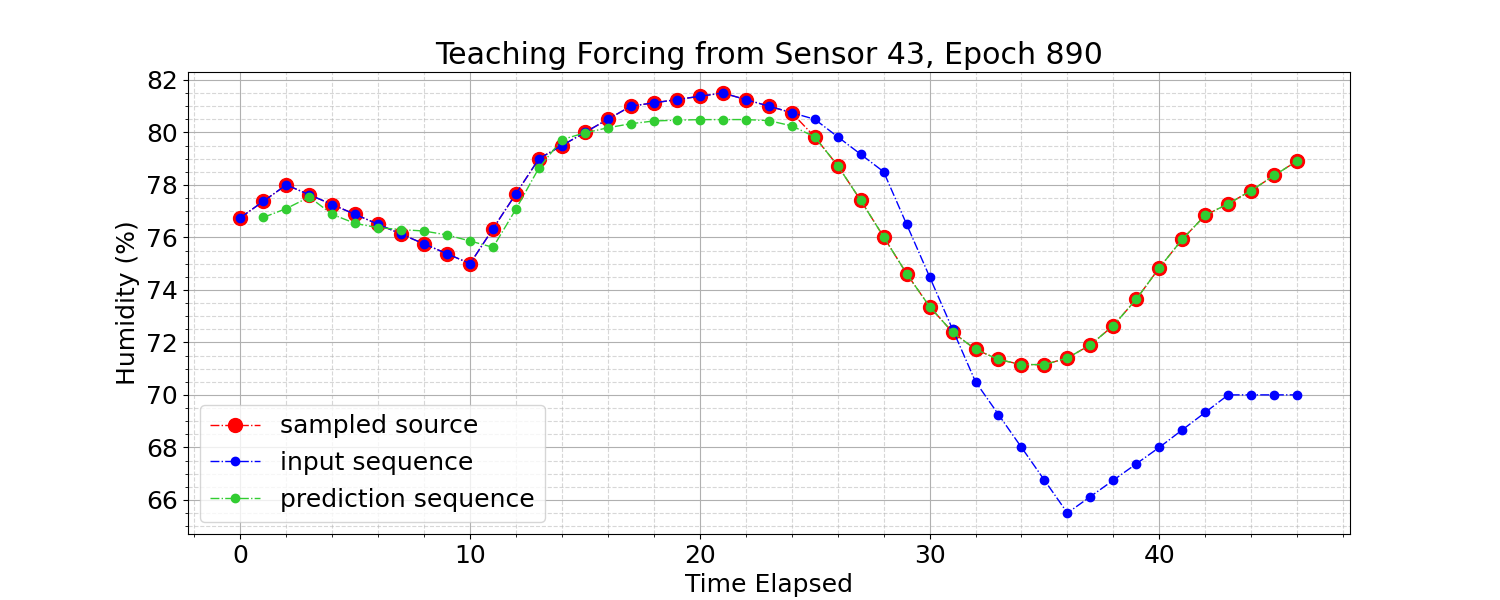 Teaching Forcing from Sensor 43, Epoch 890
82
80
78
76
74
72
70
68
66
Humidity (%)
sampled source
input sequence
prediction sequence
0 10 20 30 40
Time Elapsed